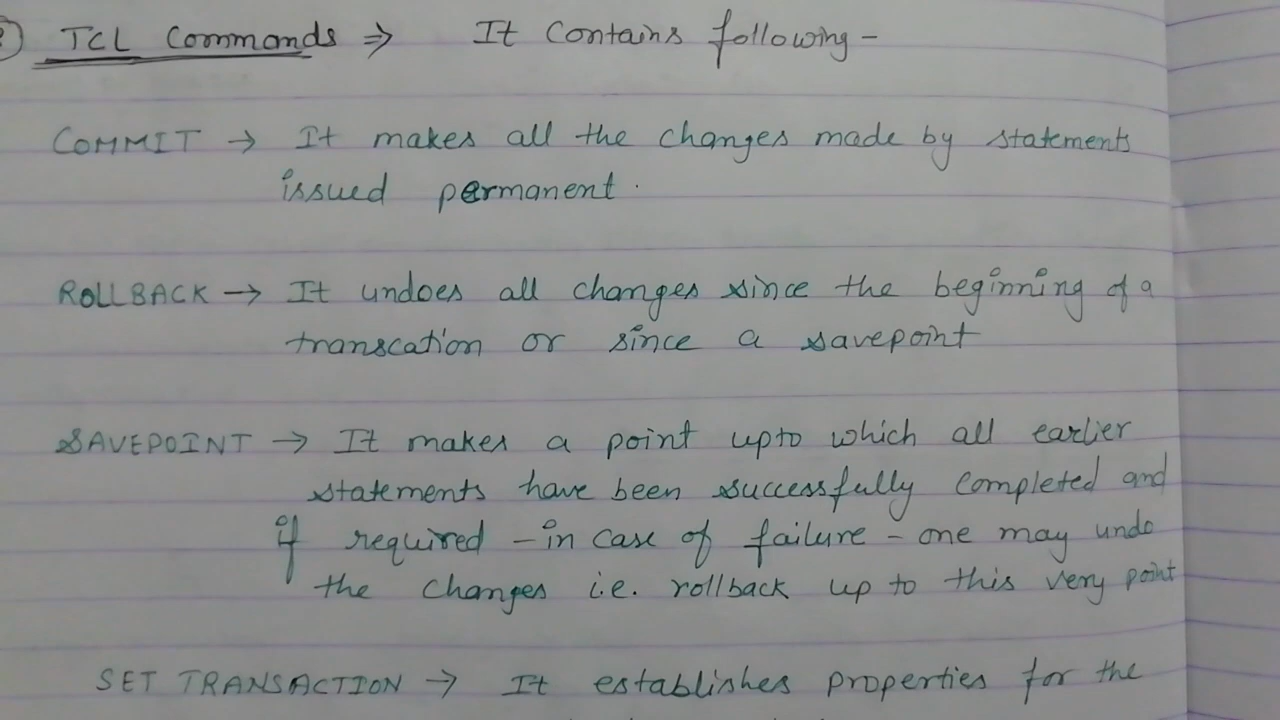 TCL Commands ⇒ It Contains following -
COMMIT → It makes all the changes made by statements
issued permanent.
ROLLBACK → It undoes all changes since the beginning of a
transcation or since a savepoint
SAVEPOINT → It makes a point upto which all earlier
statements have been successfully completed and
if required - in case of failure - one may undo
the changes i.e. rollback up to this very point
SET TRANSACTION → It establishes properties for the